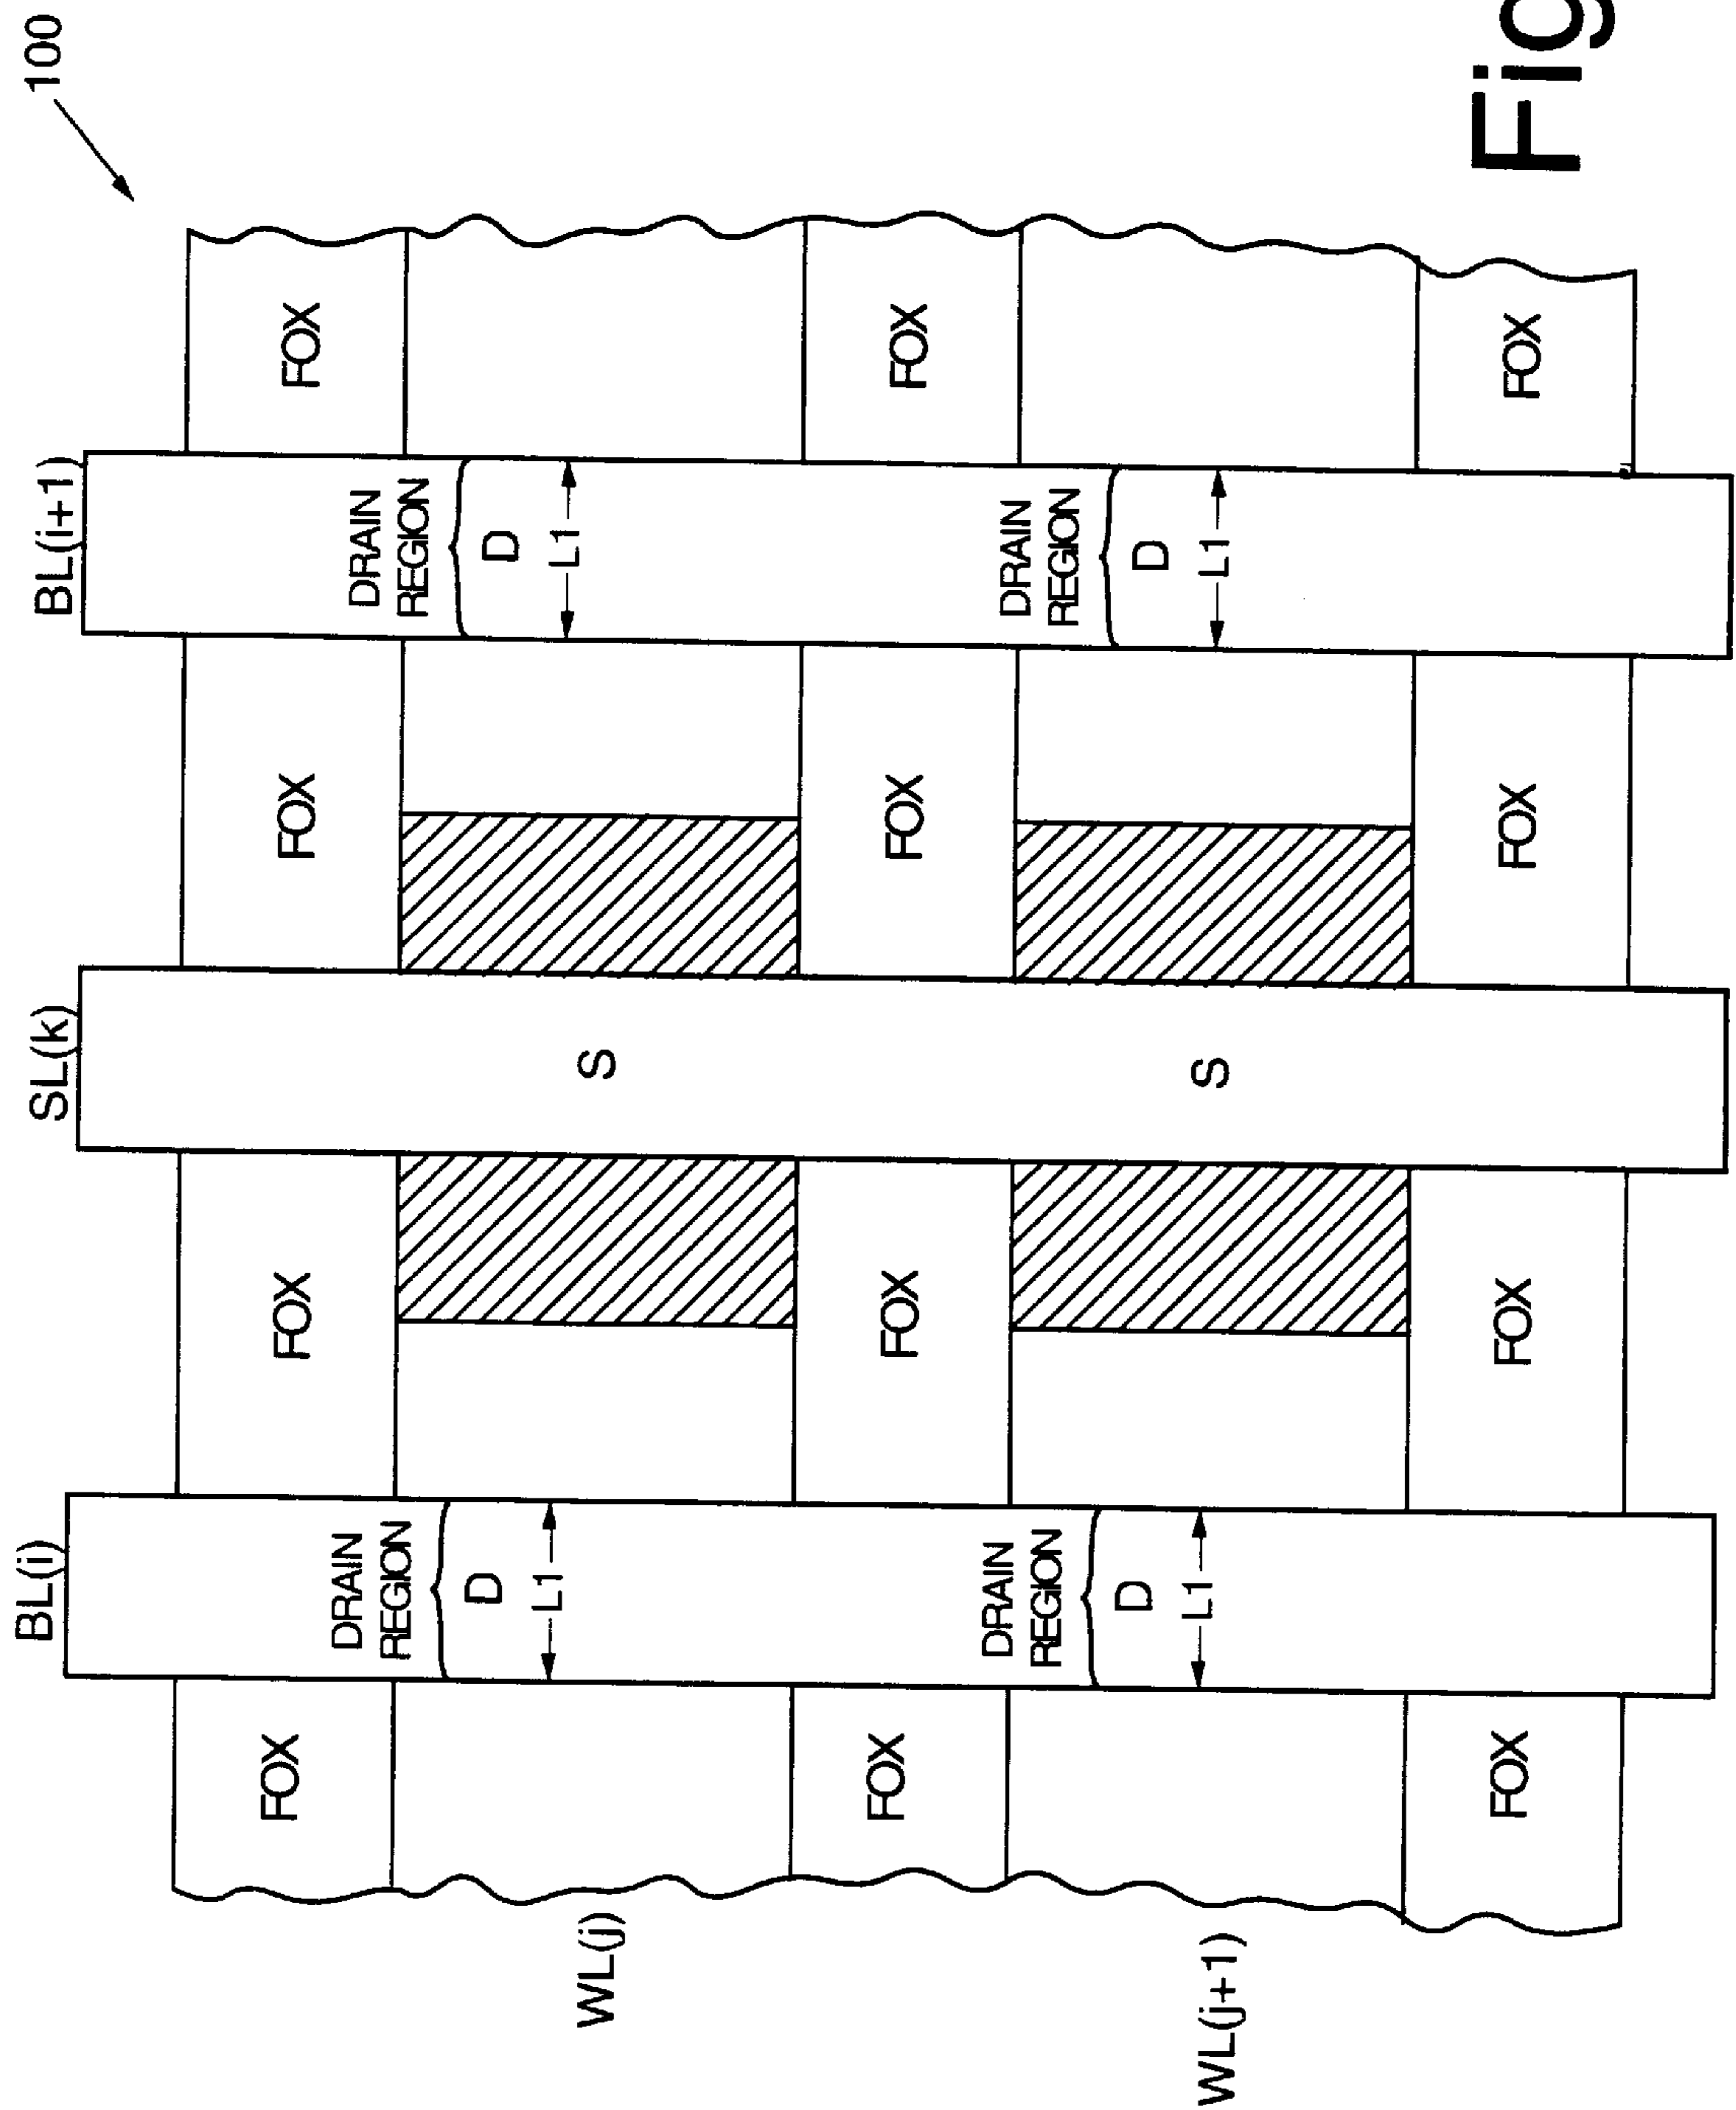 BL(i)
SL(k)
BL(i+1)
100
FOX
FOX
FOX
FOX
DRAIN
REGION
DRAIN
REGION
D
D
L1
L1
WL(j)
S
FOX
FOX
FOX
FOX
DRAIN
REGION
DRAIN
REGION
D
D
L1
L1
WL(j+1)
S
FOX
FOX
FOX
FOX
Fig